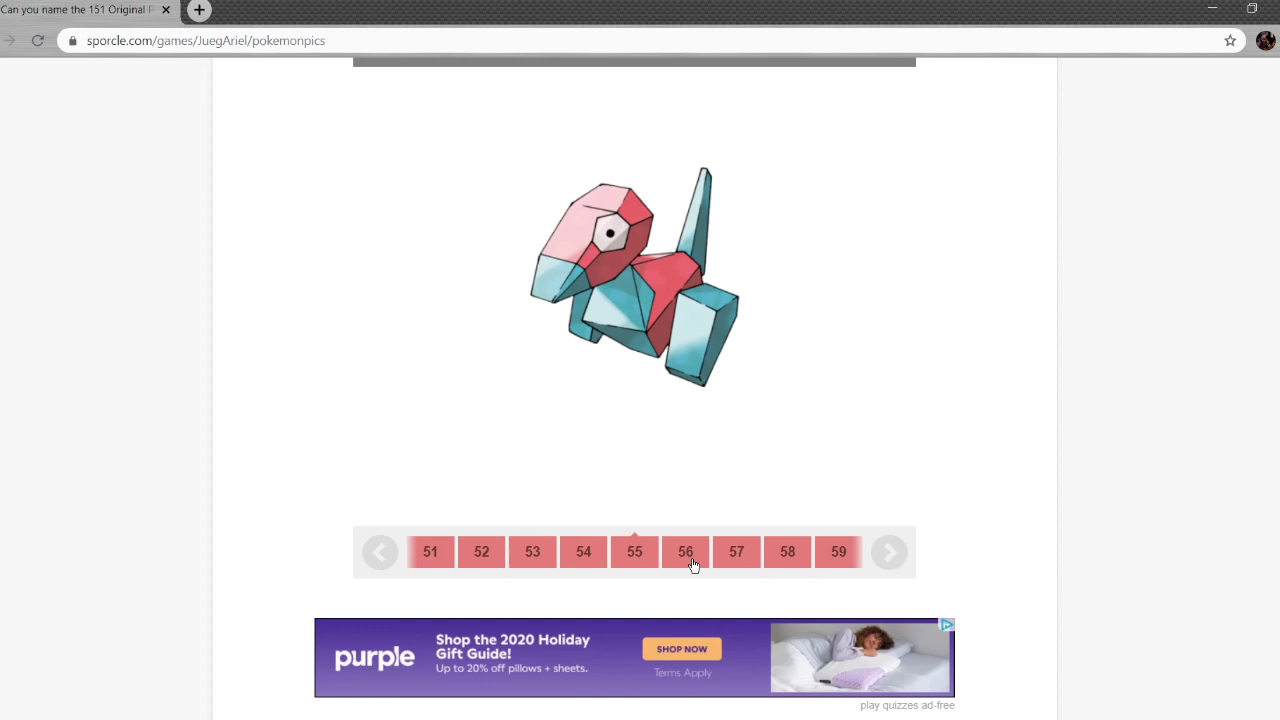 Can you name the 151 Original P
sporcle.com/games/JuegAriel/pokemonpics
51 52 53 54 55 56 57 58 59
purple
Shop the 2020 Holiday
Gift Guide!
Up to 20% off pillows + sheets.
SHOP NOW
Terms Apply
play quizzes ad-free